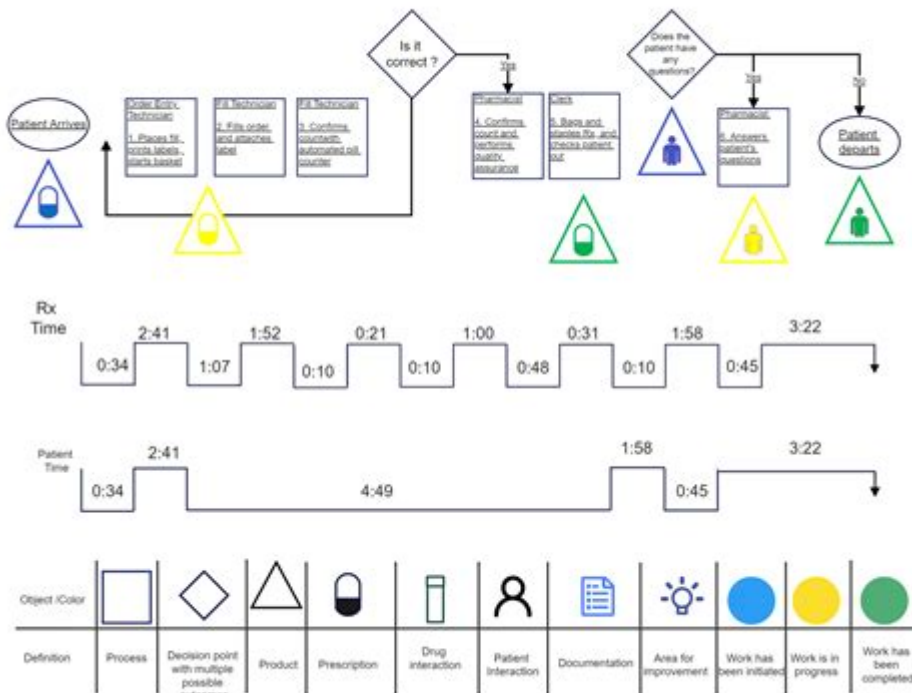 Is it
correct ?
Yes
Does the
patient have
any
questions?
Yes
No
Patient Arrives
Order Entry
Technician
1. Places fill,
prints labels,
starts basket
Fill Technician
2. Fills order,
and attaches
label
Fill Technician
3. Confirms
countwith
automated pill
counter
Pharmacist
4. Confirms
count and
performs
quality
assurance
Clerk
5. Bags and
staples Rx, and
checks patient
out
Pharmacist
6. Answers
patient's
questions
Patient
departs
Rx
Time
0:34
2:41
1:07
1:52
0:10
0:21
0:10
1:00
0:48
0:31
0:10
1:58
0:45
3:22
Patient
Time
0:34
2:41
4:49
1:58
0:45
3:22
Object /Color
Definition
Process
Decision point
with multiple
possible
Product
Prescription
Drug
interaction
Patient
Interaction
Documentation
Area for
improvement
Work has
been initiated
Work is in
progress
Work has
been
completed